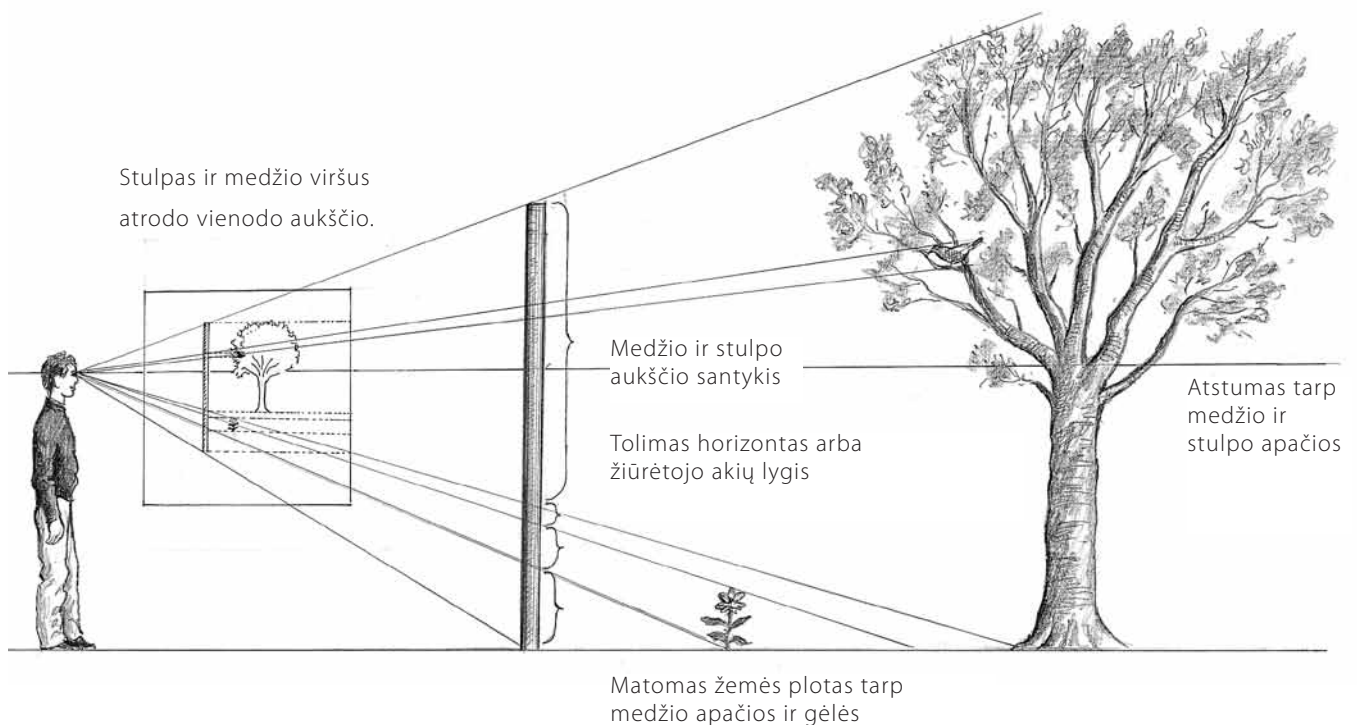 Stulpas ir medžio viršus
atrodo vienodo aukščio.
Medžio ir stulpo
aukščio santykis
Tolimas horizontas arba
žiūrėtojo akių lygis
Atstumas tarp
medžio ir
stulpo apačios
Matomas žemės plotas tarp
medžio apačios ir gėlės